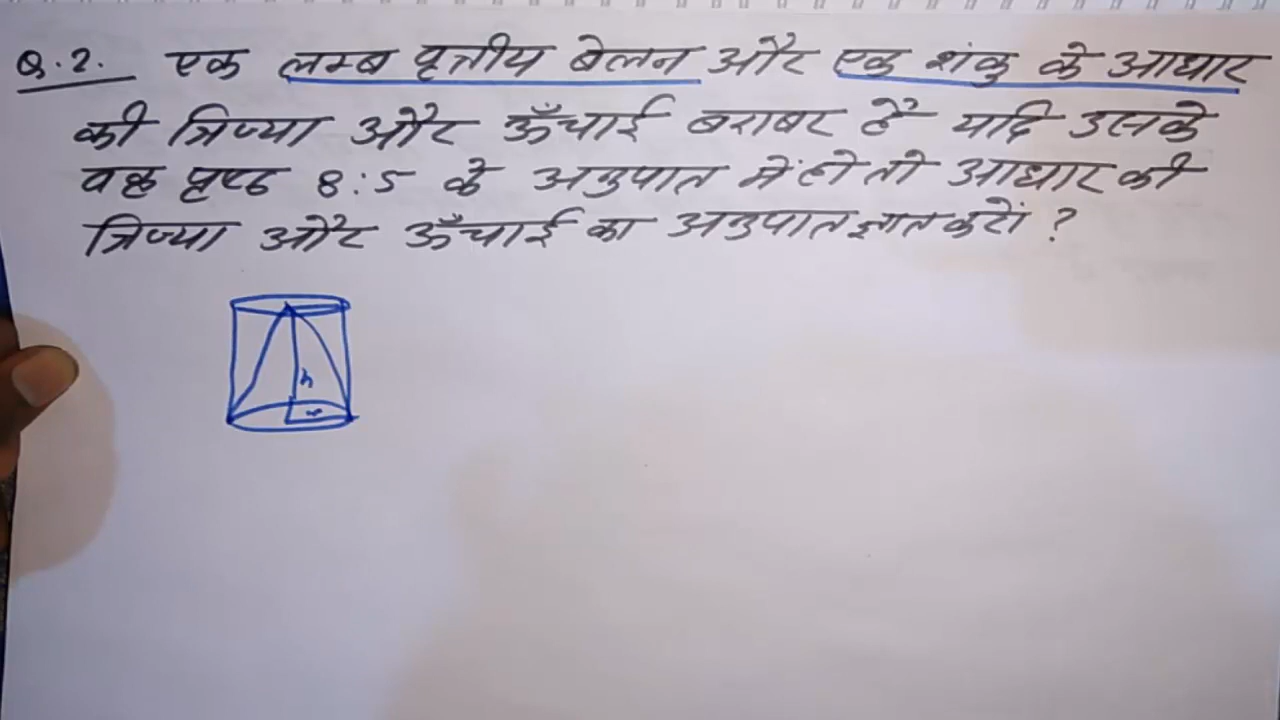 Q.2. एक लम्ब वृत्तीय बेलन और एक शंकु के आधार
की त्रिज्या और ऊँचाई बराबर है यदि उसके
वक्र पृष्ठ 8:5 के अनुपात में हो तो आधार की
त्रिज्या और ऊँचाई का अनुपात ज्ञात करों ?
h
r